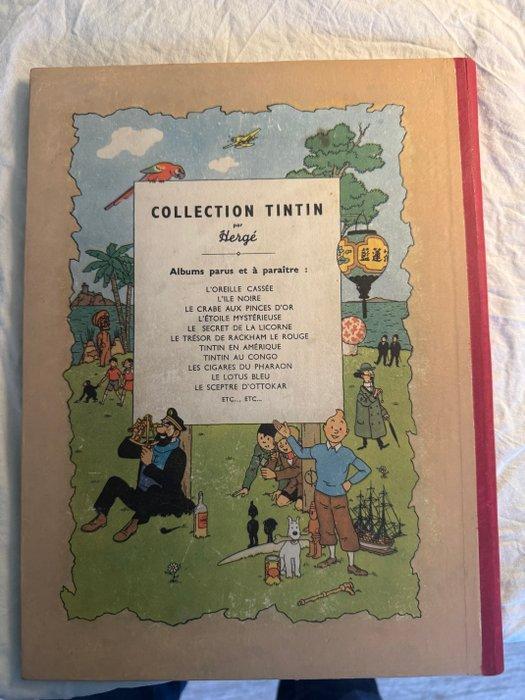 COLLECTION TINTIN
par
Hergé
Albums parus et à paraître :
L'OREILLE CASSÉE
L'ILE NOIRE
LE CRABE AUX PINCES D'OR
L'ÉTOILE MYSTÉRIEUSE
LE SECRET DE LA LICORNE
LE TRÉSOR DE RACKHAM LE ROUGE
TINTIN EN AMÉRIQUE
TINTIN AU CONGO
LES CIGARES DU PHARAON
LE LOTUS BLEU
LE SCEPTRE D'OTTOKAR
ETC..., ETC...